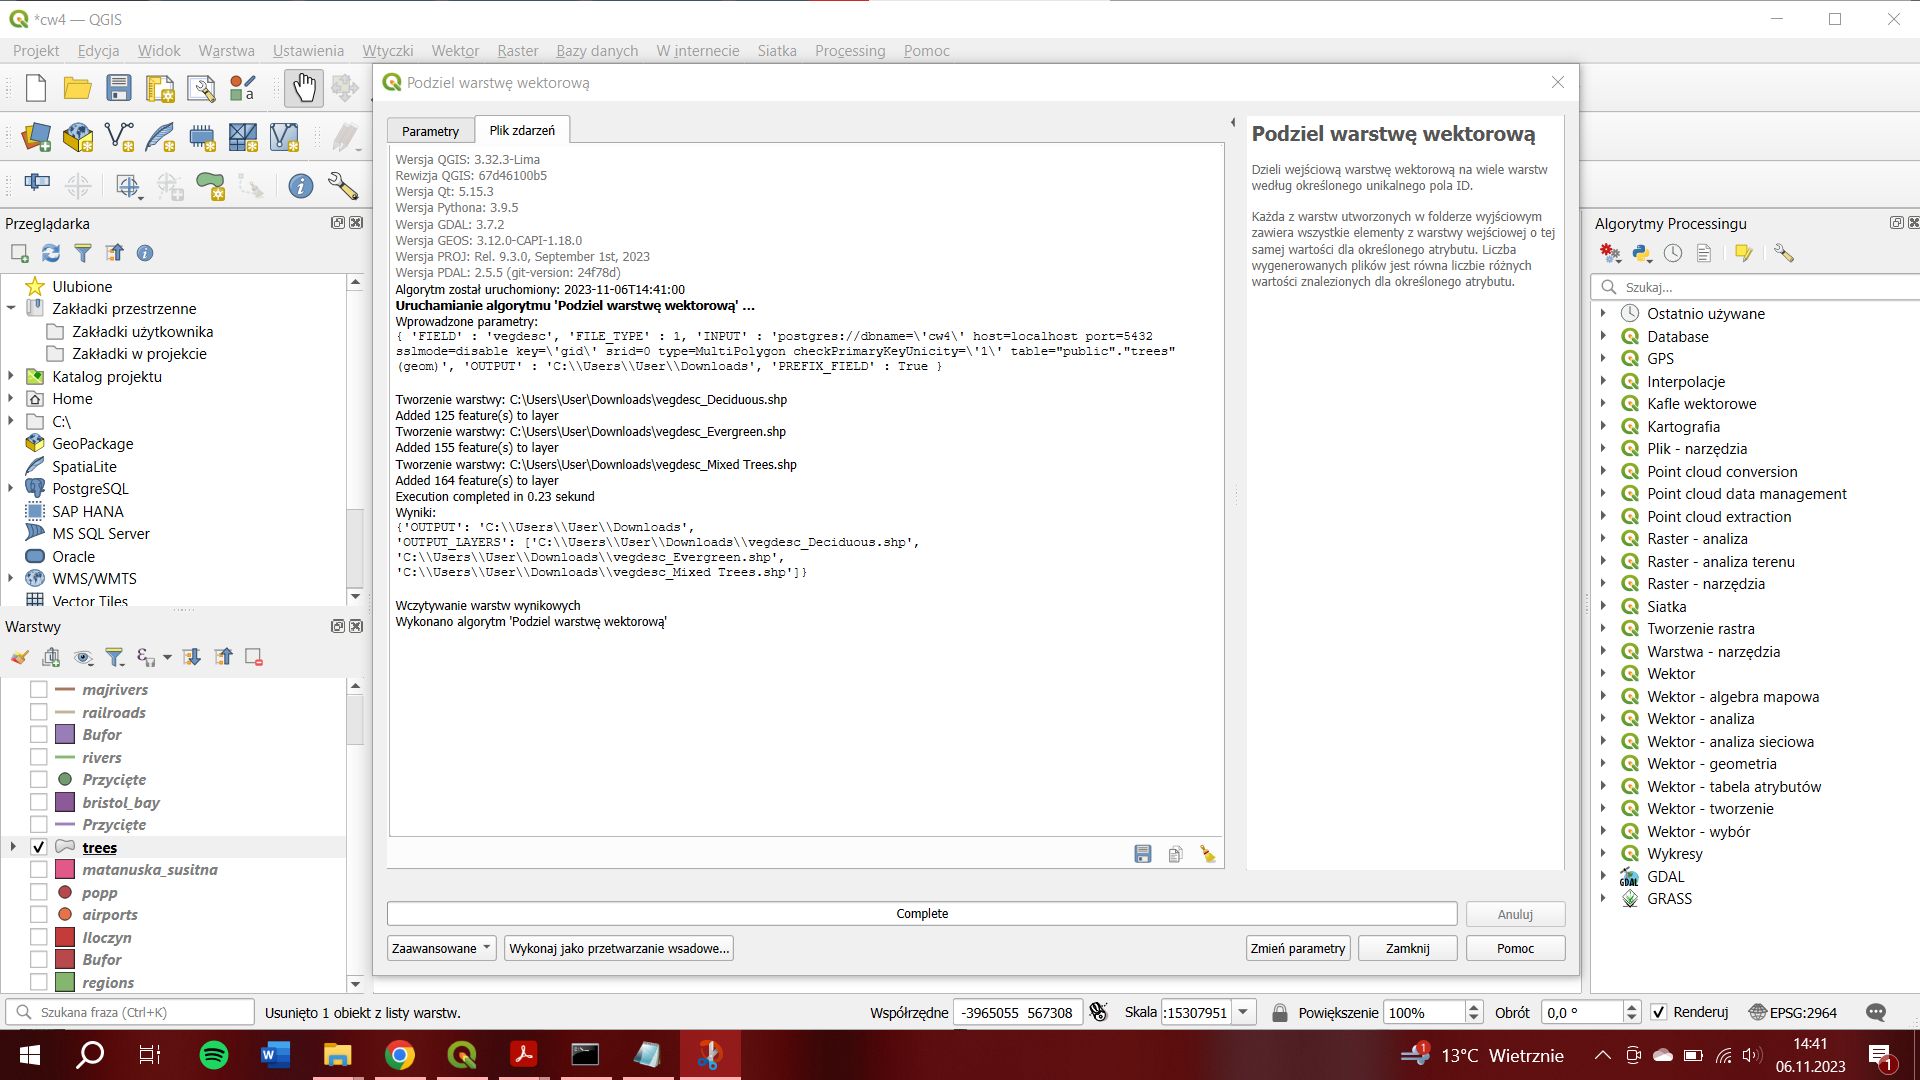 *cw4 — QGIS
Projekt Edycja Widok Warstwa Ustawienia Wtyczki Wektor Raster Bazy danych W internecie Siatka Processing Pomoc
Podziel warstwę wektorową
Parametry
Plik zdarzeń
Wersja QGIS: 3.32.3-Lima
Rewizja QGIS: 67d46100b5
Wersja Qt: 5.15.3
Wersja Pythona: 3.9.5
Wersja GDAL: 3.7.2
Wersja GEOS: 3.12.0-CAPI-1.18.0
Wersja PROJ: Rel. 9.3.0, September 1st, 2023
Wersja PDAL: 2.5.5 (git-version: 24f78d)
Algorytm został uruchomiony: 2023-11-06T14:41:00
Uruchamianie algorytmu 'Podziel warstwę wektorową' …
Wprowadzone parametry:
{ 'FIELD' : 'vegdesc', 'FILE_TYPE' : 1, 'INPUT' : 'postgres://dbname=\'cw4\' host=localhost port=5432
sslmode=disable key=\'gid\' srid=0 type=MultiPolygon checkPrimaryKeyUnicity=\'1\' table="public"."trees"
(geom)', 'OUTPUT' : 'C:\\Users\\User\\Downloads', 'PREFIX_FIELD' : True }
Tworzenie warstwy: C:\Users\User\Downloads\vegdesc_Deciduous.shp
Added 125 feature(s) to layer
Tworzenie warstwy: C:\Users\User\Downloads\vegdesc_Evergreen.shp
Added 155 feature(s) to layer
Tworzenie warstwy: C:\Users\User\Downloads\vegdesc_Mixed Trees.shp
Added 164 feature(s) to layer
Execution completed in 0.23 sekund
Wyniki:
{'OUTPUT': 'C:\\Users\\User\\Downloads',
'OUTPUT_LAYERS': ['C:\\Users\\User\\Downloads\\vegdesc_Deciduous.shp',
'C:\\Users\\User\\Downloads\\vegdesc_Evergreen.shp',
'C:\\Users\\User\\Downloads\\vegdesc_Mixed Trees.shp']}
Wczytywanie warstw wynikowych
Wykonano algorytm 'Podziel warstwę wektorową'
Podziel warstwę wektorową
Dzieli wejściową warstwę wektorową na wiele warstw
według określonego unikalnego pola ID.
Każda z warstw utworzonych w folderze wyjściowym
zawiera wszystkie elementy z warstwy wejściowej o tej
samej wartości dla określonego atrybutu. Liczba
wygenerowanych plików jest równa liczbie różnych
wartości znalezionych dla określonego atrybutu.
Complete
Anuluj
Zaawansowane
Wykonaj jako przetwarzanie wsadowe...
Zmień parametry
Zamknij
Pomoc
Przeglądarka
Ulubione
Zakładki przestrzenne
Zakładki użytkownika
Zakładki w projekcie
Katalog projektu
Home
C:\
GeoPackage
SpatiaLite
PostgreSQL
SAP HANA
MS SQL Server
Oracle
WMS/WMTS
Vector Tiles
Warstwy
majrivers
railroads
Bufor
rivers
Przycięte
bristol_bay
Przycięte
trees
matanuska_susitna
popp
airports
Iloczyn
Bufor
regions
Algorytmy Processingu
Szukaj...
Ostatnio używane
Database
GPS
Interpolacje
Kafle wektorowe
Kartografia
Plik - narzędzia
Point cloud conversion
Point cloud data management
Point cloud extraction
Raster - analiza
Raster - analiza terenu
Raster - narzędzia
Siatka
Tworzenie rastra
Warstwa - narzędzia
Wektor
Wektor - algebra mapowa
Wektor - analiza
Wektor - analiza sieciowa
Wektor - geometria
Wektor - tabela atrybutów
Wektor - tworzenie
Wektor - wybór
Wykresy
GDAL
GRASS
Szukana fraza (Ctrl+K)
Usunięto 1 obiekt z listy warstw.
Współrzędne -3965055 567308
Skala :15307951
Powiększenie 100%
Obrót 0,0 °
Renderuj
EPSG:2964
1
13°C Wietrznie
14:41
06.11.2023
1